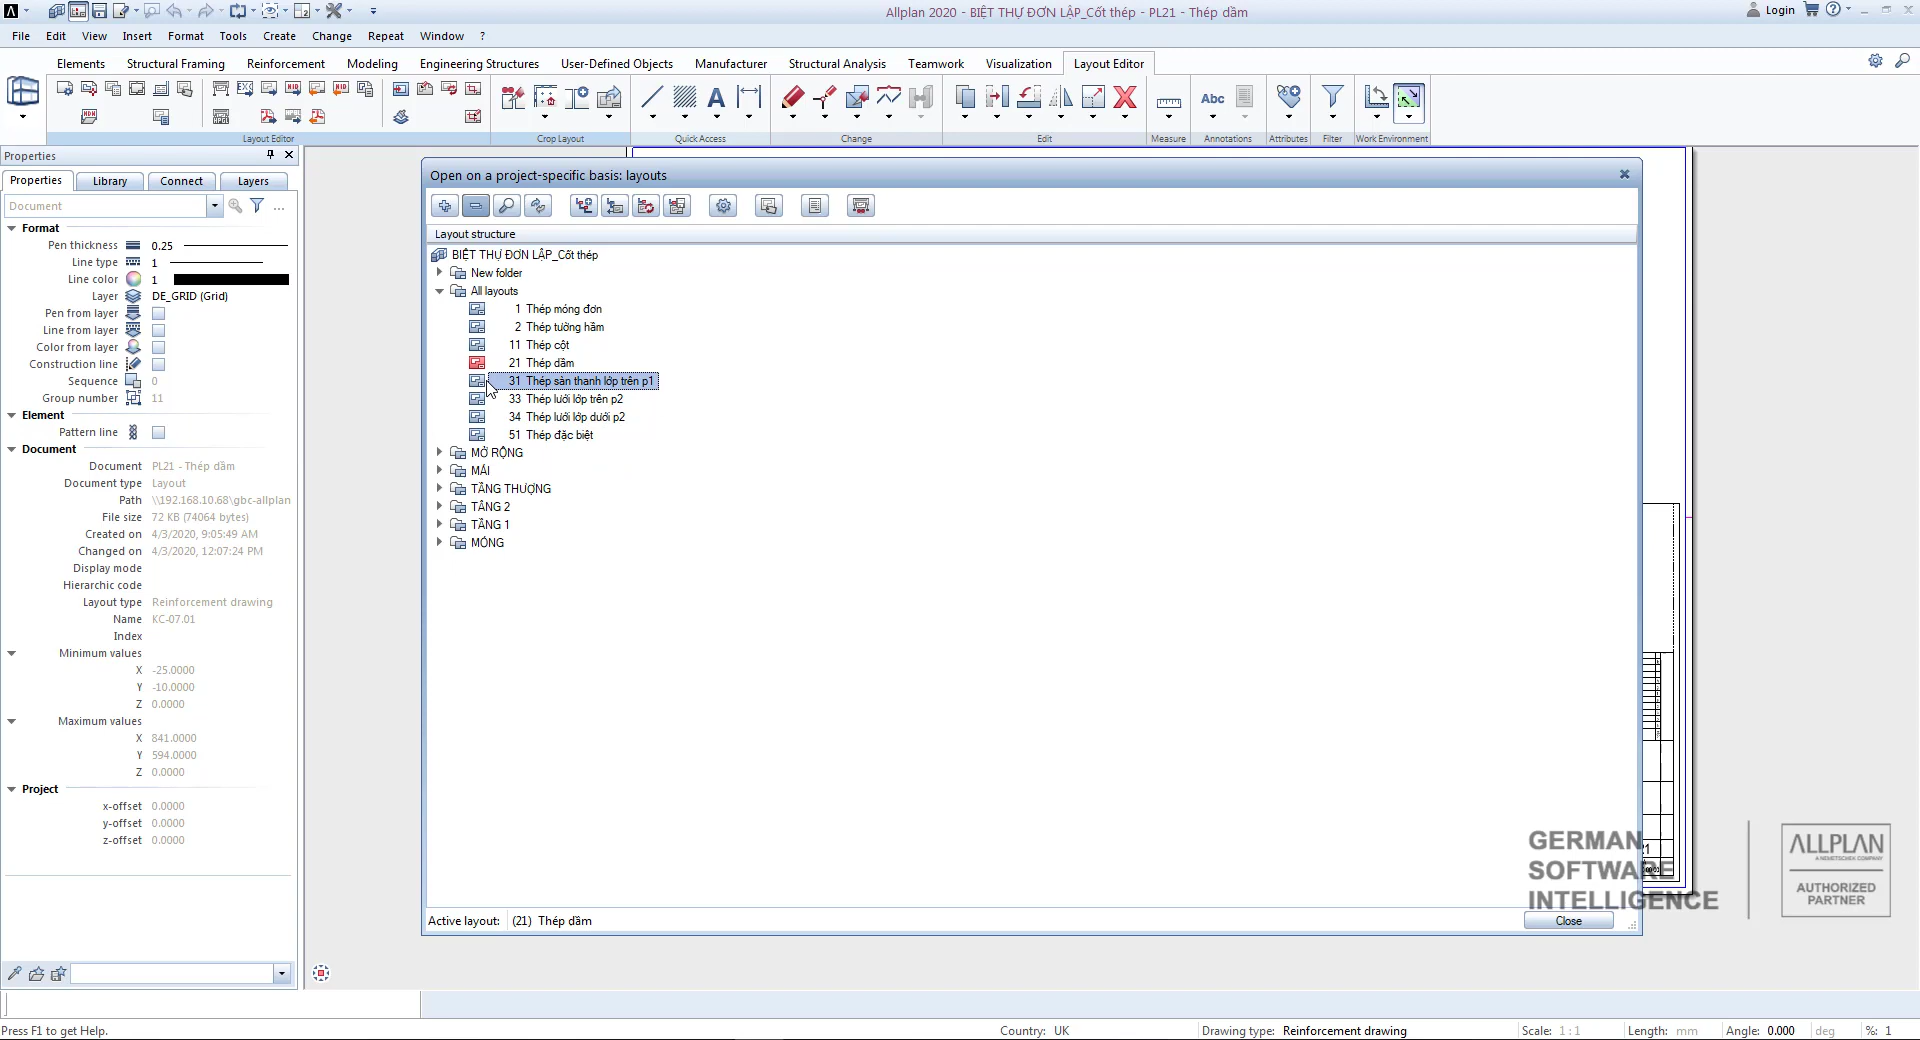 Allplan 2020 - BIỆT THỰ ĐƠN LẬP_Cốt thép - PL21 - Thép dầm
Login
File Edit View Insert Format Tools Create Change Repeat Window ?
Elements Structural Framing Reinforcement Modeling Engineering Structures User-Defined Objects Manufacturer Structural Analysis Teamwork Visualization Layout Editor
Abc
Layout Editor Crop Layout Quick Access Change Edit Measure Annotations Attributes Filter Work Environment
Properties
Properties Library Connect Layers
Document
Format
Pen thickness 0.25
Line type 1
Line color 1
Layer DE_GRID (Grid)
Pen from layer
Line from layer
Color from layer
Construction line
Sequence 0
Group number 11
Element
Pattern line
Document
Document PL21 - Thép dầm
Document type Layout
Path \\192.168.10.68\gbc-allplan
File size 72 KB (74064 bytes)
Created on 4/3/2020, 9:05:49 AM
Changed on 4/3/2020, 12:07:24 PM
Display mode
Hierarchic code
Layout type Reinforcement drawing
Name KC-07.01
Index
Minimum values
X -25.0000
Y -10.0000
Z 0.0000
Maximum values
X 841.0000
Y 594.0000
Z 0.0000
Project
x-offset 0.0000
y-offset 0.0000
z-offset 0.0000
Open on a project-specific basis: layouts
Layout structure
BIỆT THỰ ĐƠN LẬP_Cốt thép
New folder
All layouts
1 Thép móng đơn
2 Thép tường hầm
11 Thép cột
21 Thép dầm
31 Thép sàn thanh lớp trên p1
33 Thép lưới lớp trên p2
34 Thép lưới lớp dưới p2
51 Thép đặc biệt
MỞ RỘNG
MÁI
TẦNG THƯỢNG
TẦNG 2
TẦNG 1
MÓNG
Active layout: (21) Thép dầm
Close
GERMAN
SOFTWARE
INTELLIGENCE
ALLPLAN
A NEMETSCHEK COMPANY
AUTHORIZED
PARTNER
Press F1 to get Help.
Country: UK
Drawing type: Reinforcement drawing
Scale: 1 : 1
Length: mm
Angle: 0.000 deg
%: 1